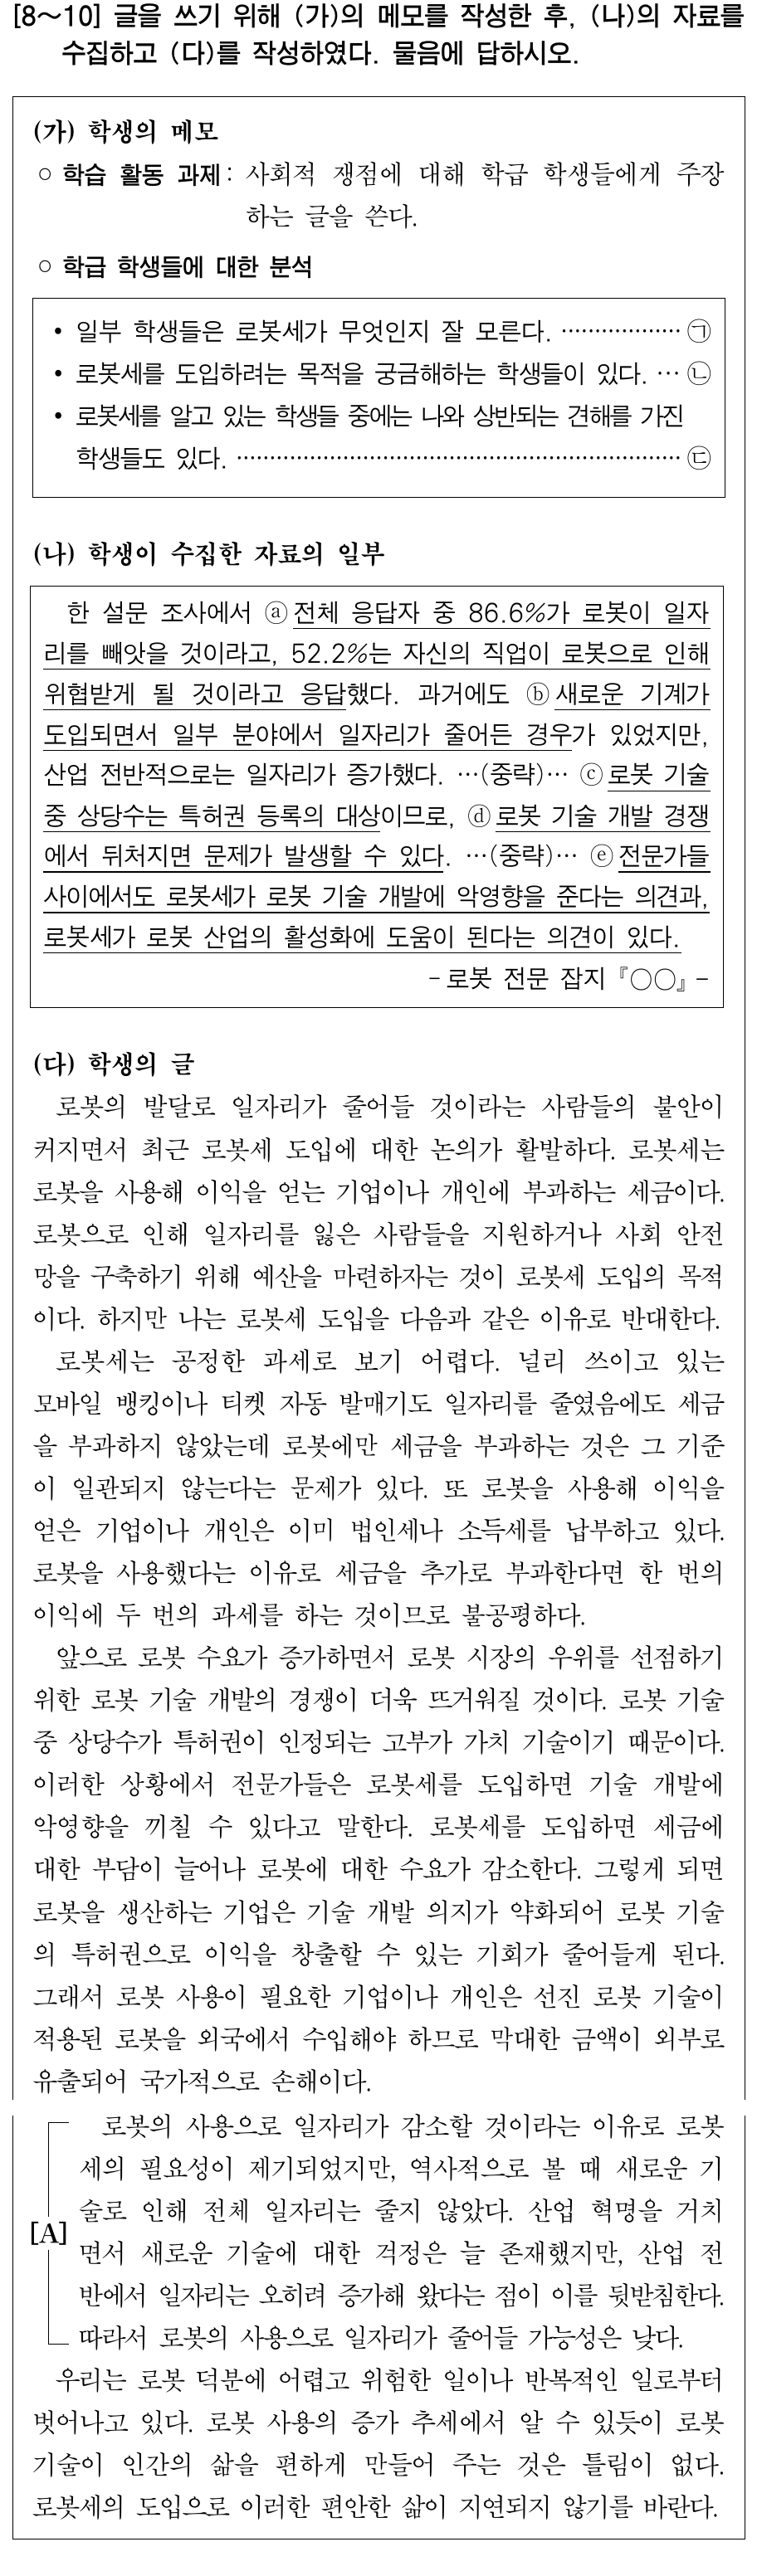 [8～10] 글을 쓰기 위해 (가)의 메모를 작성한 후, (나)의 자료를
수집하고 (다)를 작성하였다. 물음에 답하시오.
(가) 학생의 메모
○ 학습 활동 과제: 사회적 쟁점에 대해 학급 학생들에게 주장
하는 글을 쓴다.
○ 학급 학생들에 대한 분석
• 일부 학생들은 로봇세가 무엇인지 잘 모른다. ⋯⋯⋯⋯⋯⋯ ㉠
• 로봇세를 도입하려는 목적을 궁금해하는 학생들이 있다. ⋯ ㉡
• 로봇세를 알고 있는 학생들 중에는 나와 상반되는 견해를 가진
학생들도 있다. ⋯⋯⋯⋯⋯⋯⋯⋯⋯⋯⋯⋯⋯⋯⋯⋯⋯⋯⋯⋯⋯⋯ ㉢
(나) 학생이 수집한 자료의 일부
한 설문 조사에서 ⓐ전체 응답자 중 86.6%가 로봇이 일자
리를 빼앗을 것이라고, 52.2%는 자신의 직업이 로봇으로 인해
위협받게 될 것이라고 응답했다. 과거에도 ⓑ새로운 기계가
도입되면서 일부 분야에서 일자리가 줄어든 경우가 있었지만,
산업 전반적으로는 일자리가 증가했다. ⋯(중략)⋯ ⓒ로봇 기술
중 상당수는 특허권 등록의 대상이므로, ⓓ로봇 기술 개발 경쟁
에서 뒤처지면 문제가 발생할 수 있다. ⋯(중략)⋯ ⓔ전문가들
사이에서도 로봇세가 로봇 기술 개발에 악영향을 준다는 의견과,
로봇세가 로봇 산업의 활성화에 도움이 된다는 의견이 있다.
- 로봇 전문 잡지 『○○』 -
(다) 학생의 글
로봇의 발달로 일자리가 줄어들 것이라는 사람들의 불안이
커지면서 최근 로봇세 도입에 대한 논의가 활발하다. 로봇세는
로봇을 사용해 이익을 얻는 기업이나 개인에 부과하는 세금이다.
로봇으로 인해 일자리를 잃은 사람들을 지원하거나 사회 안전
망을 구축하기 위해 예산을 마련하자는 것이 로봇세 도입의 목적
이다. 하지만 나는 로봇세 도입을 다음과 같은 이유로 반대한다.
로봇세는 공정한 과세로 보기 어렵다. 널리 쓰이고 있는
모바일 뱅킹이나 티켓 자동 발매기도 일자리를 줄였음에도 세금
을 부과하지 않았는데 로봇에만 세금을 부과하는 것은 그 기준
이 일관되지 않는다는 문제가 있다. 또 로봇을 사용해 이익을
얻은 기업이나 개인은 이미 법인세나 소득세를 납부하고 있다.
로봇을 사용했다는 이유로 세금을 추가로 부과한다면 한 번의
이익에 두 번의 과세를 하는 것이므로 불공평하다.
앞으로 로봇 수요가 증가하면서 로봇 시장의 우위를 선점하기
위한 로봇 기술 개발의 경쟁이 더욱 뜨거워질 것이다. 로봇 기술
중 상당수가 특허권이 인정되는 고부가 가치 기술이기 때문이다.
이러한 상황에서 전문가들은 로봇세를 도입하면 기술 개발에
악영향을 끼칠 수 있다고 말한다. 로봇세를 도입하면 세금에
대한 부담이 늘어나 로봇에 대한 수요가 감소한다. 그렇게 되면
로봇을 생산하는 기업은 기술 개발 의지가 약화되어 로봇 기술
의 특허권으로 이익을 창출할 수 있는 기회가 줄어들게 된다.
그래서 로봇 사용이 필요한 기업이나 개인은 선진 로봇 기술이
적용된 로봇을 외국에서 수입해야 하므로 막대한 금액이 외부로
유출되어 국가적으로 손해이다.
로봇의 사용으로 일자리가 감소할 것이라는 이유로 로봇
세의 필요성이 제기되었지만, 역사적으로 볼 때 새로운 기
술로 인해 전체 일자리는 줄지 않았다. 산업 혁명을 거치
[A] 면서 새로운 기술에 대한 걱정은 늘 존재했지만, 산업 전
반에서 일자리는 오히려 증가해 왔다는 점이 이를 뒷받침한다.
따라서 로봇의 사용으로 일자리가 줄어들 가능성은 낮다.
우리는 로봇 덕분에 어렵고 위험한 일이나 반복적인 일로부터
벗어나고 있다. 로봇 사용의 증가 추세에서 알 수 있듯이 로봇
기술이 인간의 삶을 편하게 만들어 주는 것은 틀림이 없다.
로봇세의 도입으로 이러한 편안한 삶이 지연되지 않기를 바란다.